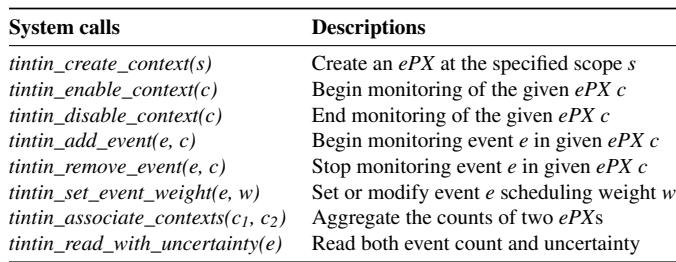 System calls Descriptions
tintin_create_context(s) Create an ePX at the specified scope s
tintin_enable_context(c) Begin monitoring of the given ePX c
tintin_disable_context(c) End monitoring of the given ePX c
tintin_add_event(e, c) Begin monitoring event e in given ePX c
tintin_remove_event(e, c) Stop monitoring event e in given ePX c
tintin_set_event_weight(e, w) Set or modify event e scheduling weight w
tintin_associate_contexts(c₁, c₂) Aggregate the counts of two ePXs
tintin_read_with_uncertainty(e) Read both event count and uncertainty